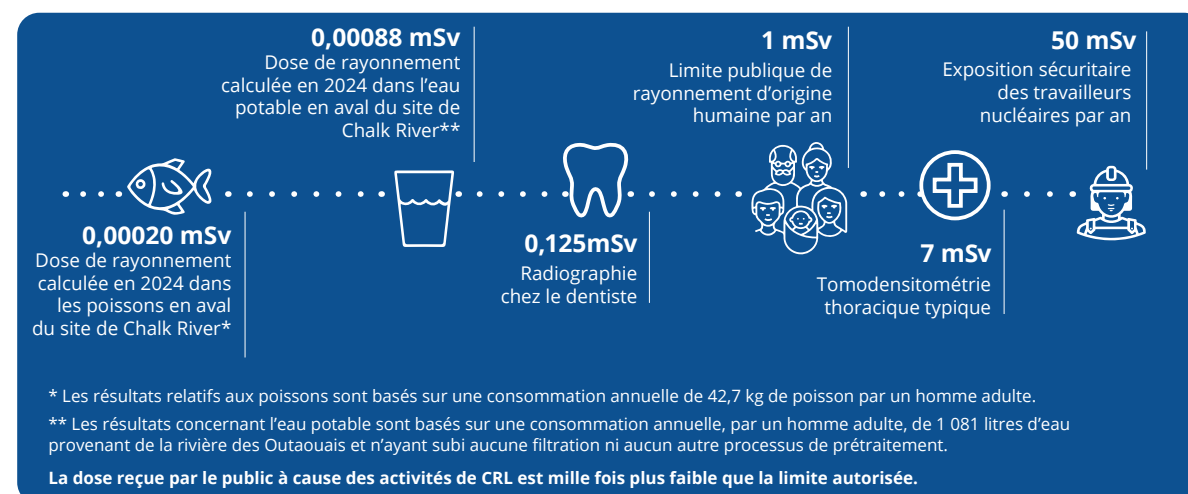 0,00088 mSv
Dose de rayonnement
calculée en 2024 dans l’eau
potable en aval du site de
Chalk River**
1 mSv
Limite publique de
rayonnement d’origine
humaine par an
50 mSv
Exposition sécuritaire
des travailleurs
nucléaires par an
0,00020 mSv
Dose de rayonnement
calculée en 2024 dans
les poissons en aval
du site de Chalk River*
0,125mSv
Radiographie
chez le dentiste
7 mSv
Tomodensitométrie
thoracique typique
* Les résultats relatifs aux poissons sont basés sur une consommation annuelle de 42,7 kg de poisson par un homme adulte.
** Les résultats concernant l’eau potable sont basés sur une consommation annuelle, par un homme adulte, de 1 081 litres d’eau
provenant de la rivière des Outaouais et n’ayant subi aucune filtration ni aucun autre processus de prétraitement.
La dose reçue par le public à cause des activités de CRL est mille fois plus faible que la limite autorisée.